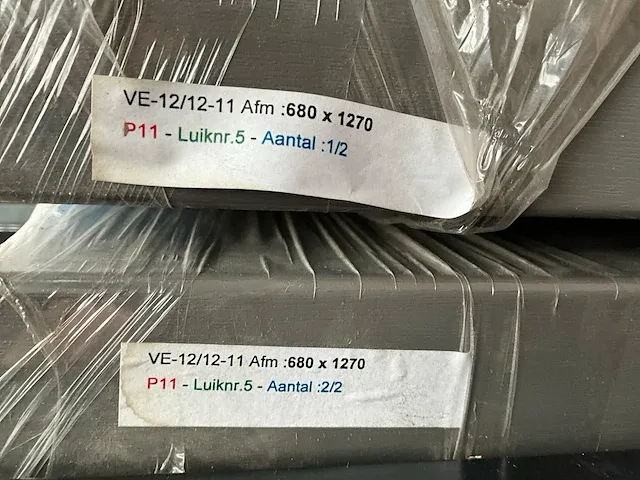 VE-12/12-11 Afm :680 x 1270
P11 - Luiknr.5 - Aantal :1/2
VE-12/12-11 Afm :680 x 1270
P11 - Luiknr.5 - Aantal :2/2